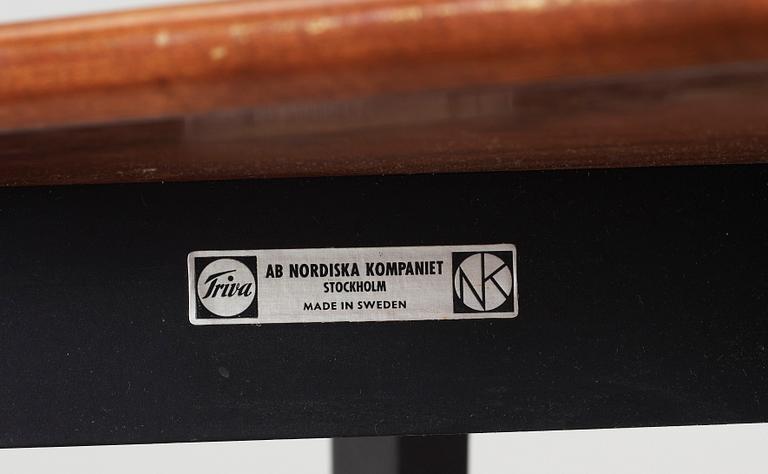 Triva
AB NORDISKA KOMPANIET
STOCKHOLM
MADE IN SWEDEN
NK